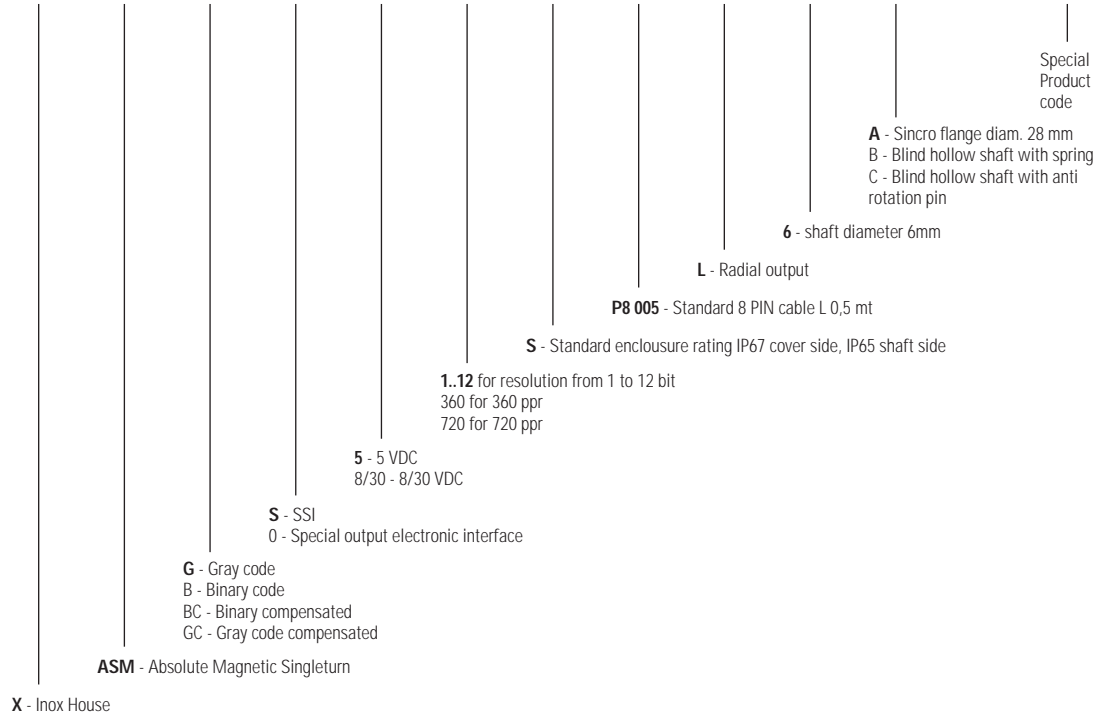 Special
Product
code
A - Sincro flange diam. 28 mm
B - Blind hollow shaft with spring
C - Blind hollow shaft with anti
rotation pin
6 - shaft diameter 6mm
L - Radial output
P8 005 - Standard 8 PIN cable L 0,5 mt
S - Standard enclousure rating IP67 cover side, IP65 shaft side
1..12 for resolution from 1 to 12 bit
360 for 360 ppr
720 for 720 ppr
5 - 5 VDC
8/30 - 8/30 VDC
S - SSI
0 - Special output electronic interface
G - Gray code
B - Binary code
BC - Binary compensated
GC - Gray code compensated
ASM - Absolute Magnetic Singleturn
X - Inox House